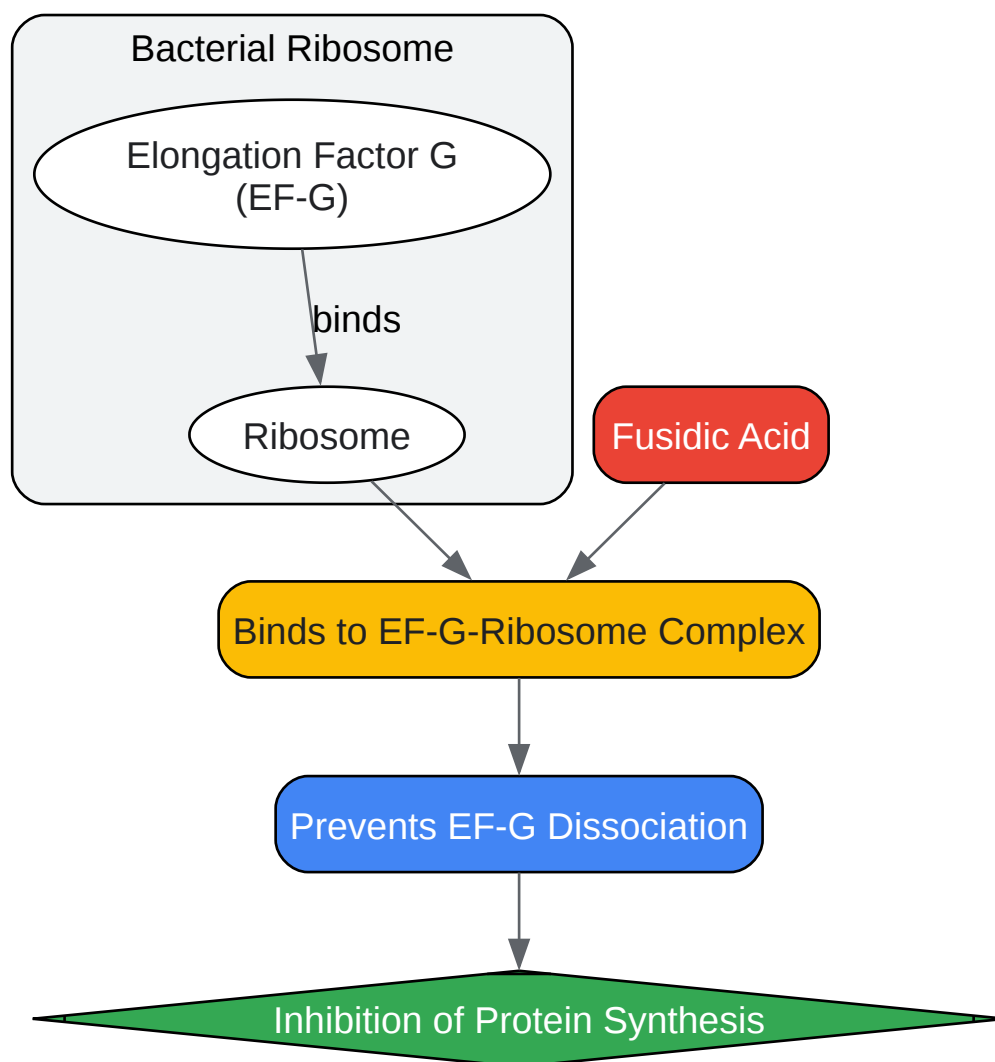 Bacterial Ribosome
Elongation Factor G
(EF-G)
binds
Ribosome
Fusidic Acid
Binds to EF-G-Ribosome Complex
Prevents EF-G Dissociation
Inhibition of Protein Synthesis